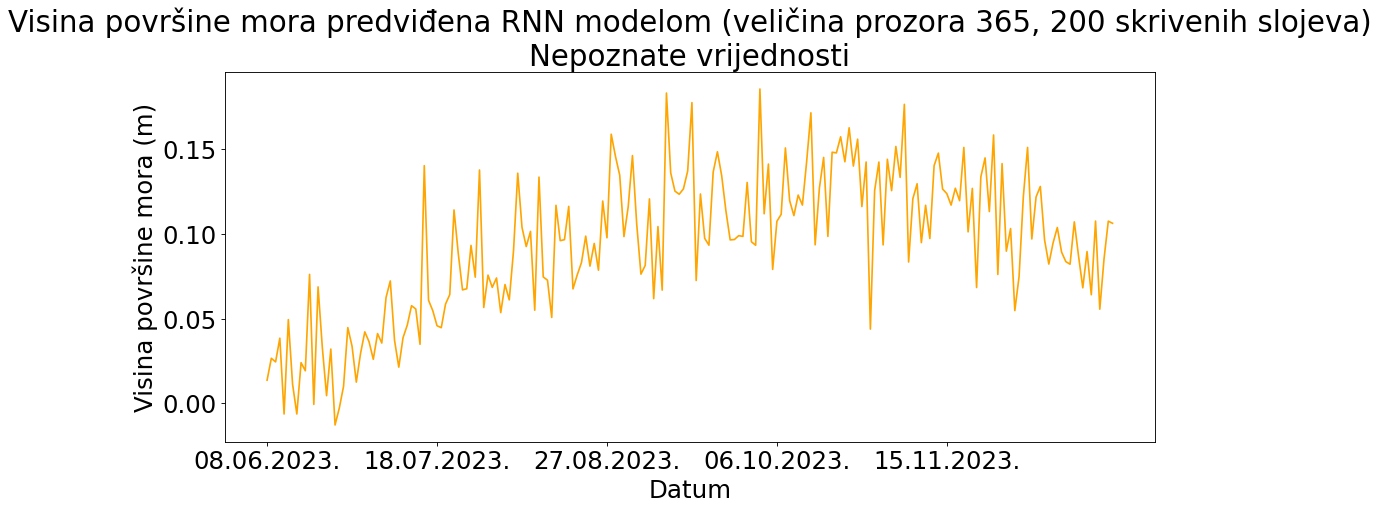 Visina površine mora predviđena RNN modelom (veličina prozora 365, 200 skrivenih slojeva)
Nepoznate vrijednosti
Visina površine mora (m)
0.15
0.10
0.05
0.00
08.06.2023. 18.07.2023. 27.08.2023. 06.10.2023. 15.11.2023.
Datum